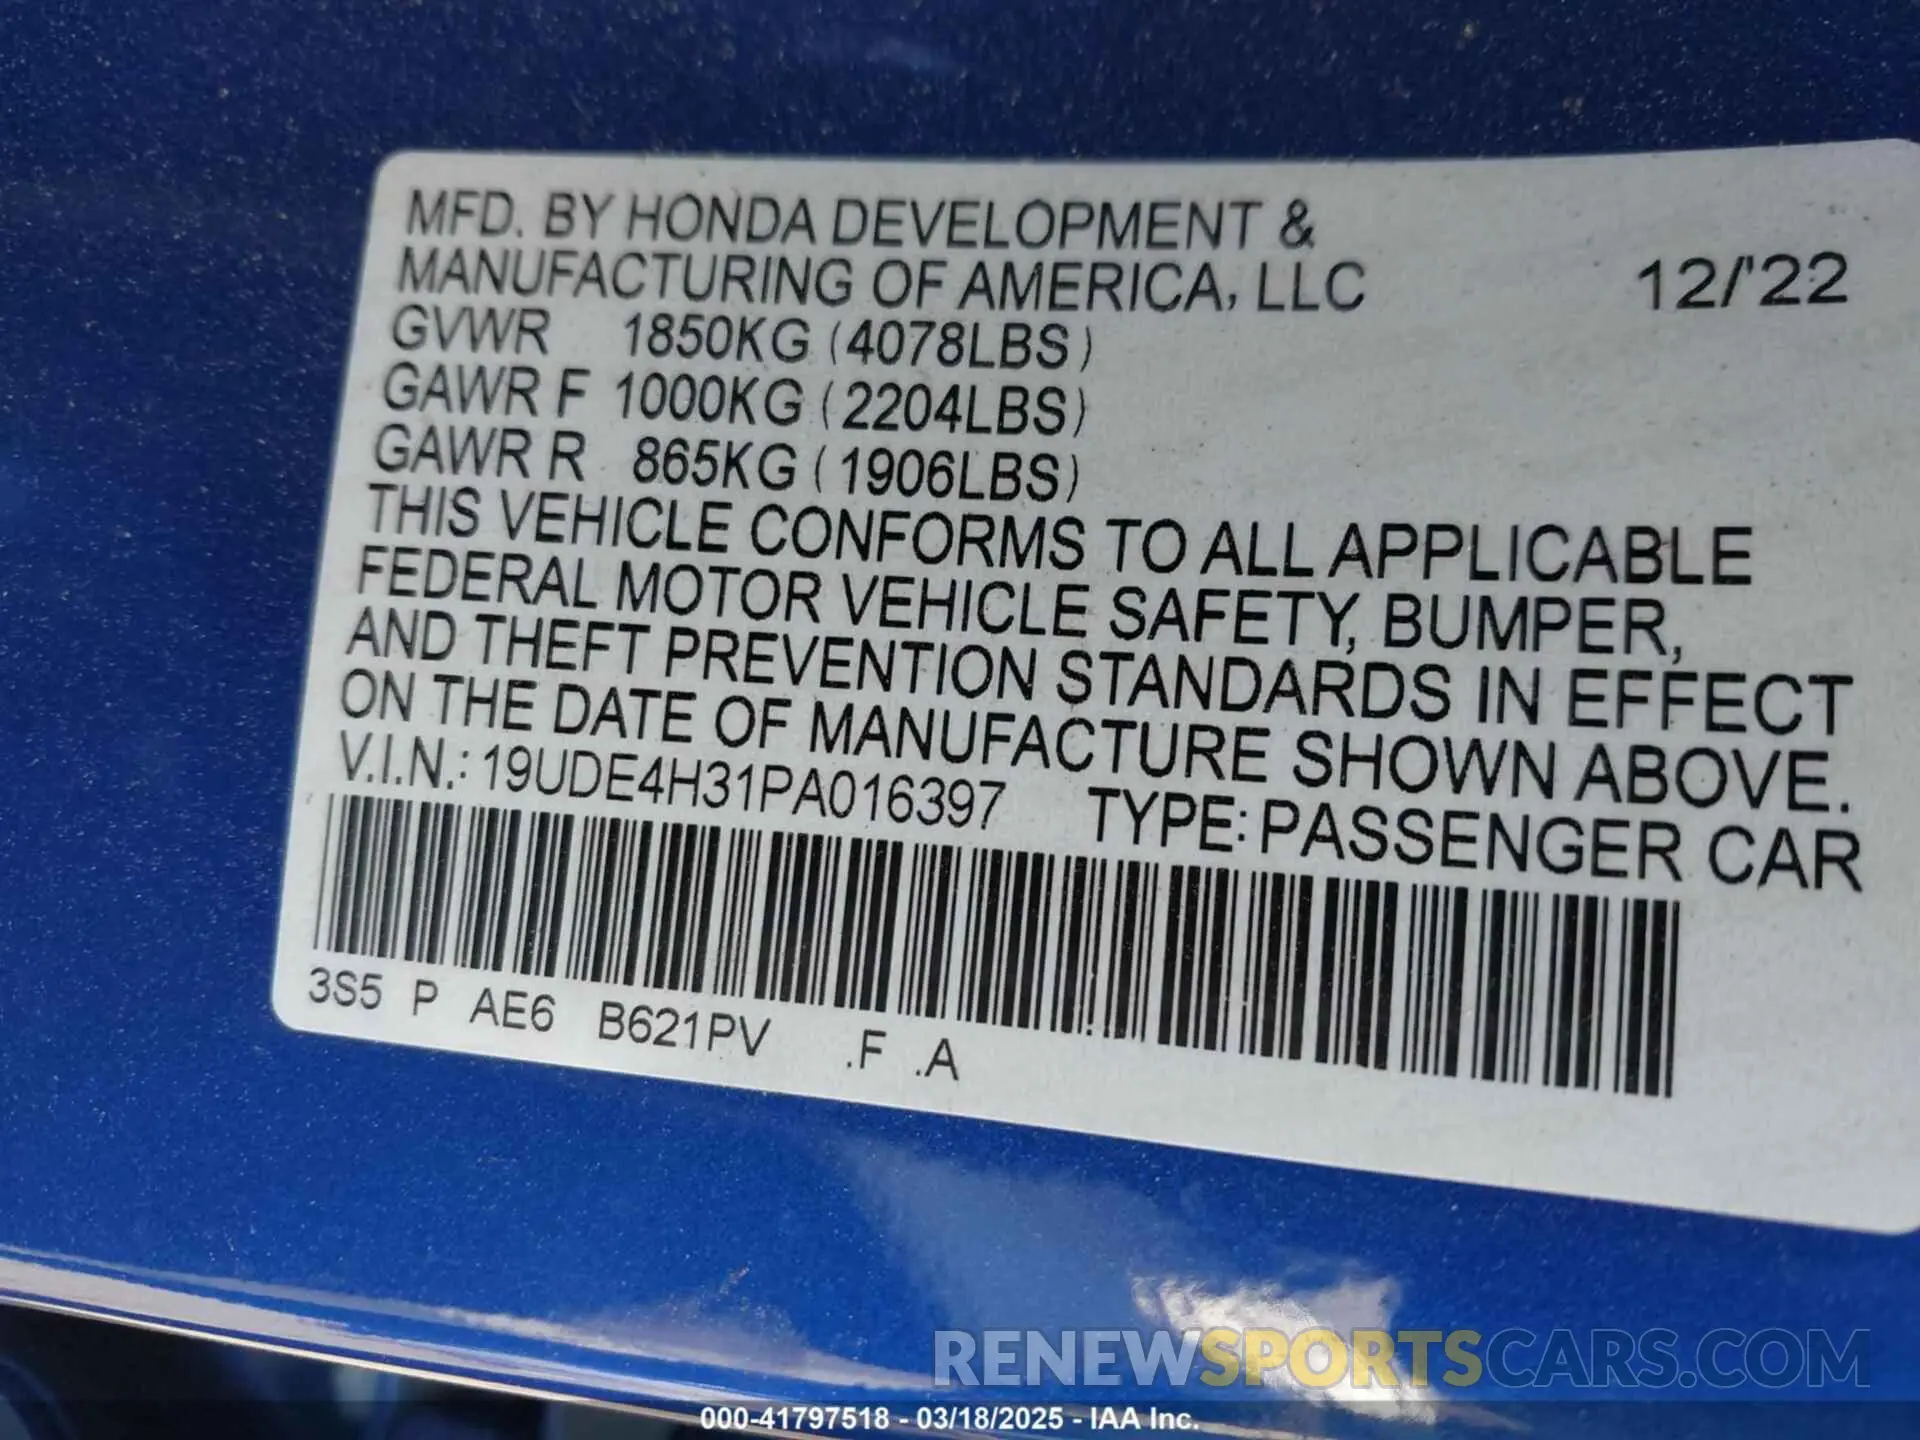 MFD. BY HONDA DEVELOPMENT &
MANUFACTURING OF AMERICA, LLC 12/'22
GVWR 1850KG (4078LBS)
GAWR F 1000KG (2204LBS)
GAWR R 865KG (1906LBS)
THIS VEHICLE CONFORMS TO ALL APPLICABLE
FEDERAL MOTOR VEHICLE SAFETY, BUMPER,
AND THEFT PREVENTION STANDARDS IN EFFECT
ON THE DATE OF MANUFACTURE SHOWN ABOVE.
V.I.N.: 19UDE4H31PA016397 TYPE: PASSENGER CAR
3S5 P AE6 B621PV .F .A
RENEWSPORTSCARS.COM
000-41797518 - 03/18/2025 - IAA Inc.